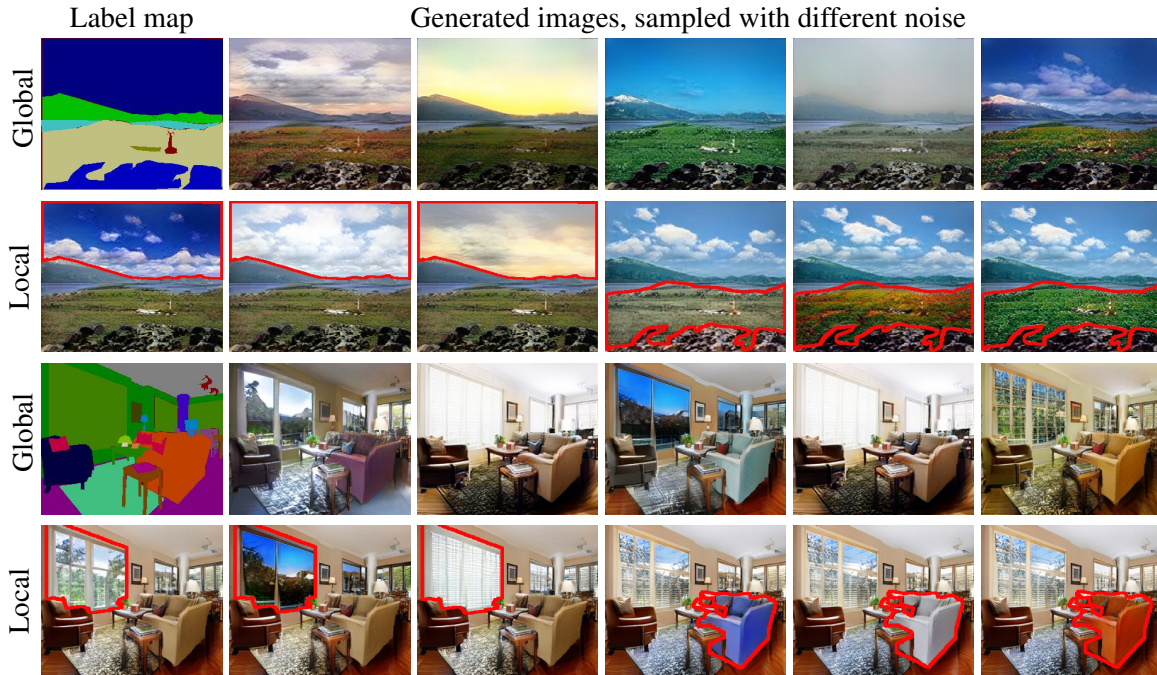 Label map
Generated images, sampled with different noise
Global
Local
Global
Local